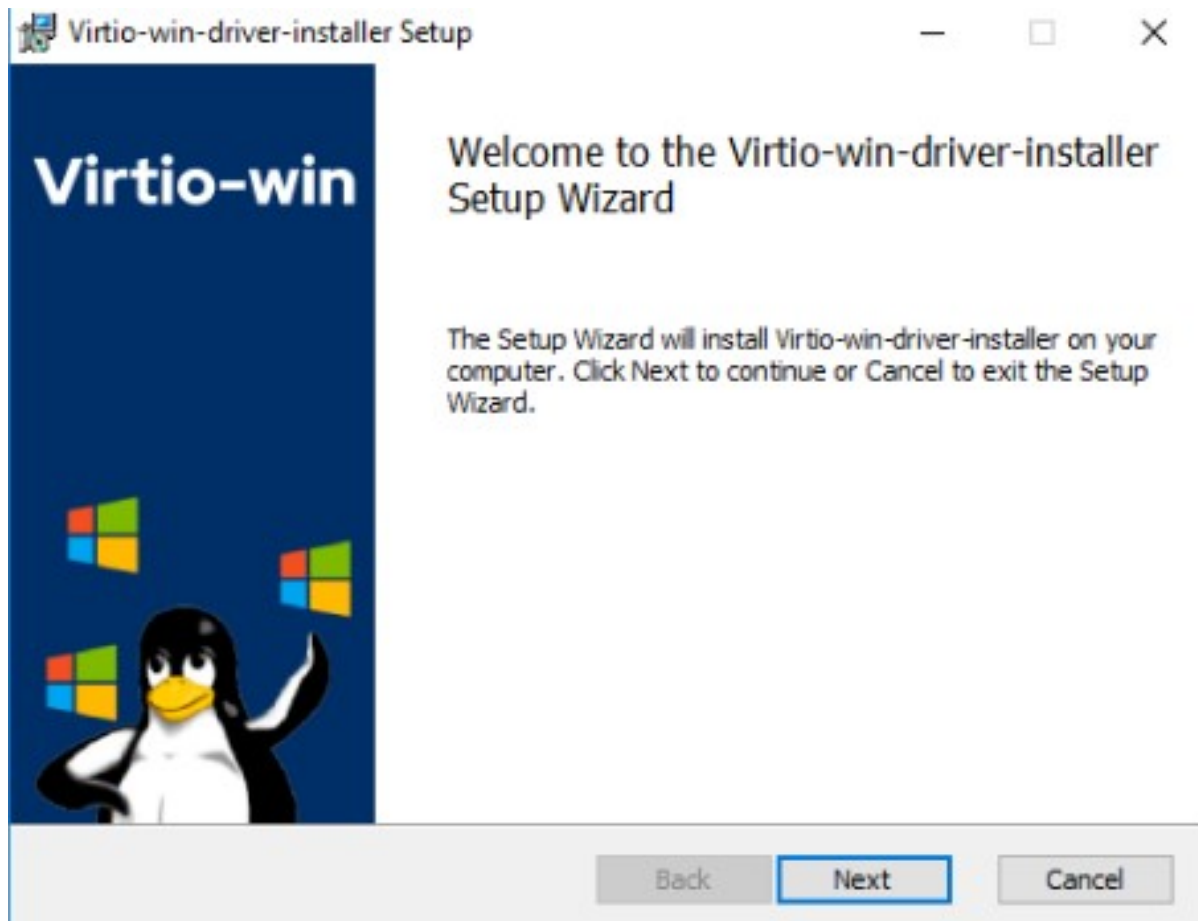 Virtio-win-driver-installer Setup
Virtio-win
Welcome to the Virtio-win-driver-installer
Setup Wizard
The Setup Wizard will install Virtio-win-driver-installer on your
computer. Click Next to continue or Cancel to exit the Setup
Wizard.
Back
Next
Cancel